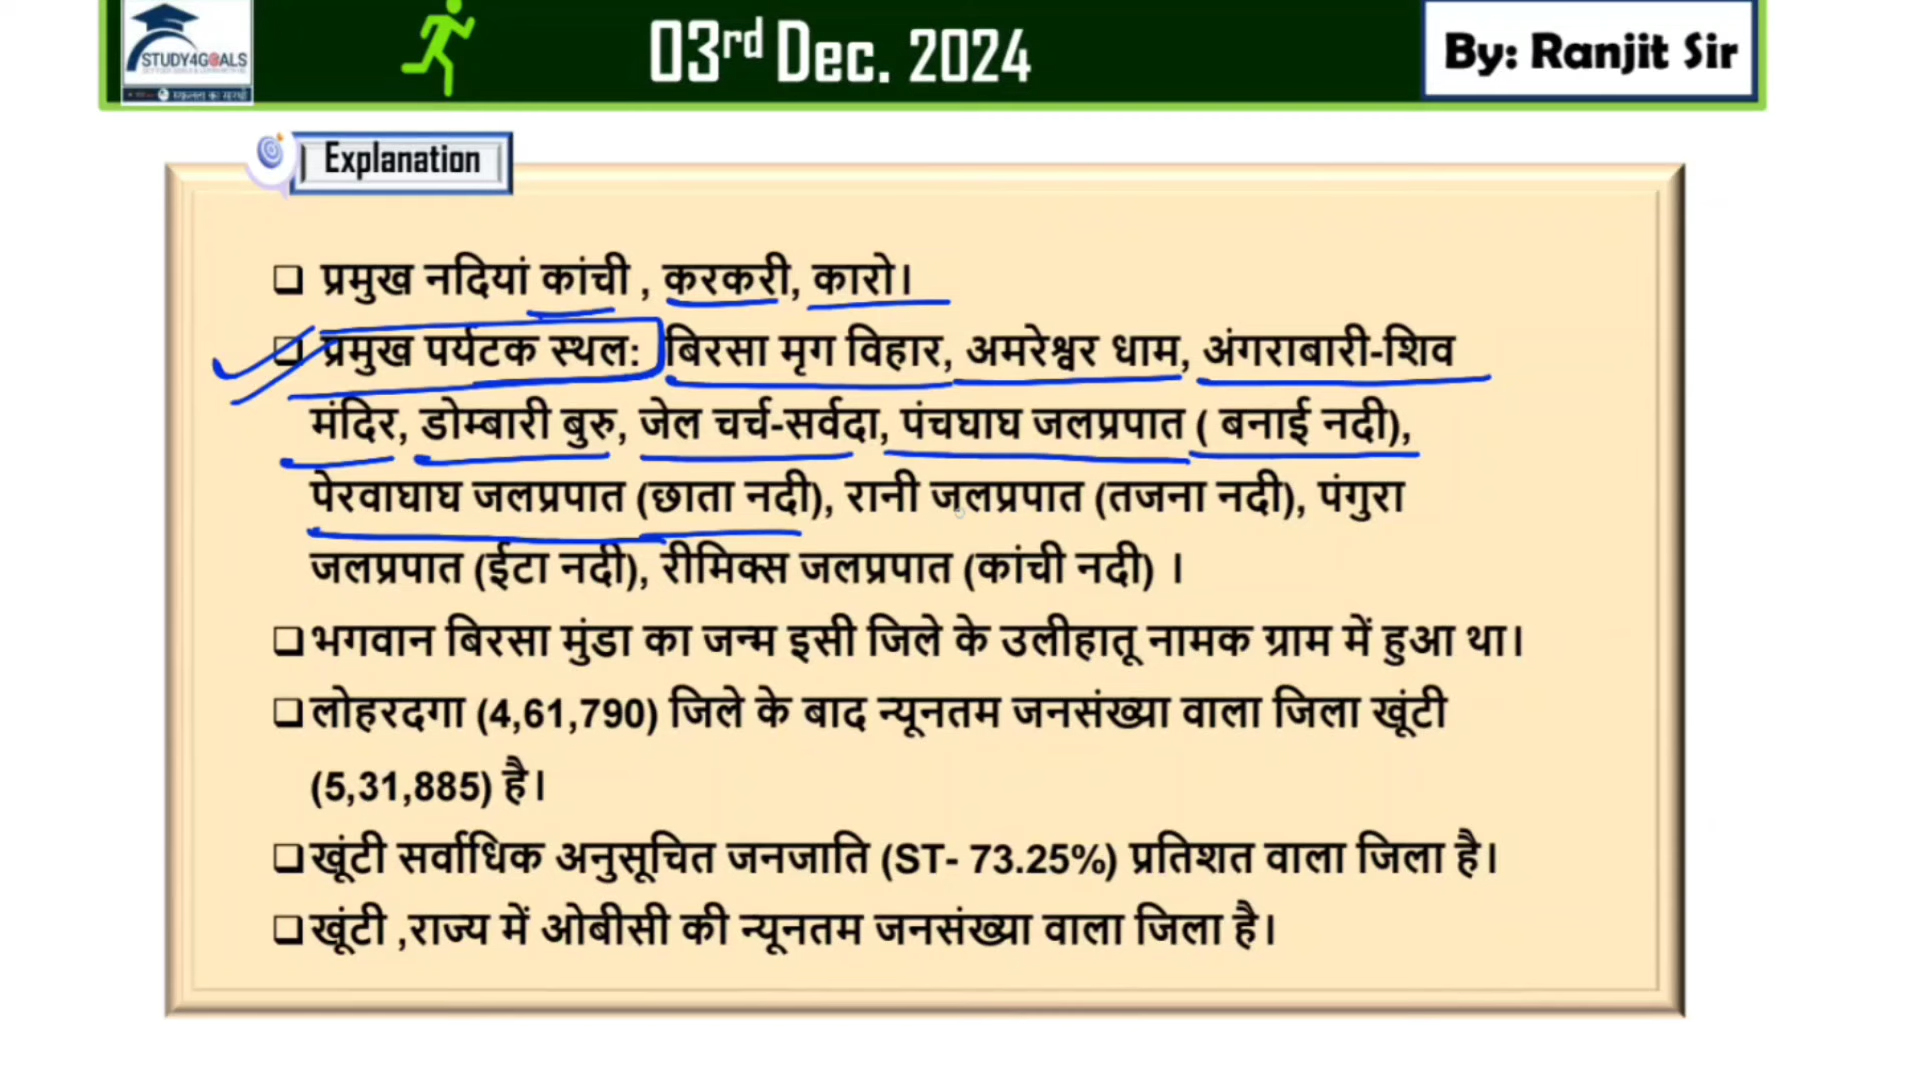 STUDY4GOALS
03rd Dec. 2024
By: Ranjit Sir
Explanation
❑ प्रमुख नदियां कांची , करकरी, कारो।
❑ प्रमुख पर्यटक स्थल: बिरसा मृग विहार, अमरेश्वर धाम, अंगराबारी-शिव
मंदिर, डोम्बारी बुरु, जेल चर्च-सर्वदा, पंचघाघ जलप्रपात ( बनाई नदी),
पेरवाघाघ जलप्रपात (छाता नदी), रानी जलप्रपात (तजना नदी), पंगुरा
जलप्रपात (ईटा नदी), रीमिक्स जलप्रपात (कांची नदी) ।
❑भगवान बिरसा मुंडा का जन्म इसी जिले के उलीहातू नामक ग्राम में हुआ था।
❑लोहरदगा (4,61,790) जिले के बाद न्यूनतम जनसंख्या वाला जिला खूंटी
(5,31,885) है।
❑खूंटी सर्वाधिक अनुसूचित जनजाति (ST- 73.25%) प्रतिशत वाला जिला है।
❑खूंटी ,राज्य में ओबीसी की न्यूनतम जनसंख्या वाला जिला है।